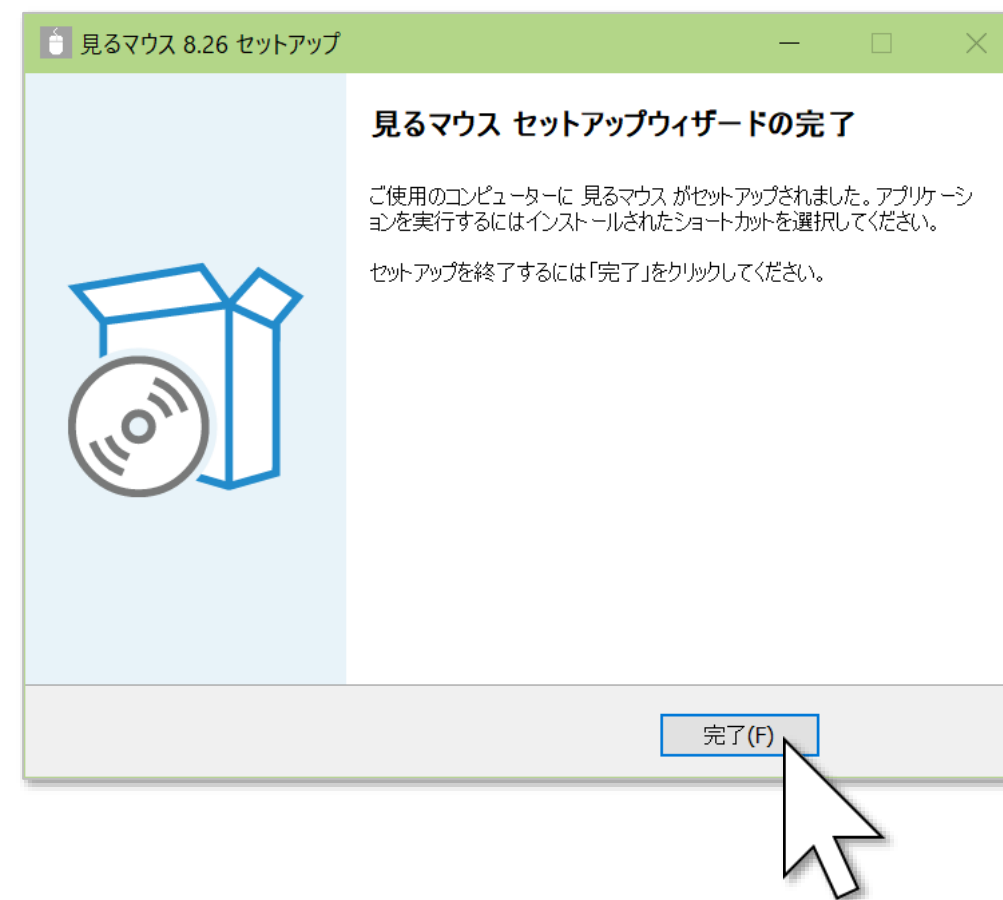 見るマウス 8.26 セットアップ
見るマウス セットアップウィザードの完了
ご使用のコンピューターに 見るマウス がセットアップされました。アプリケーシ
ョンを実行するにはインストールされたショートカットを選択してください。
セットアップを終了するには「完了」をクリックしてください。
完了(F)